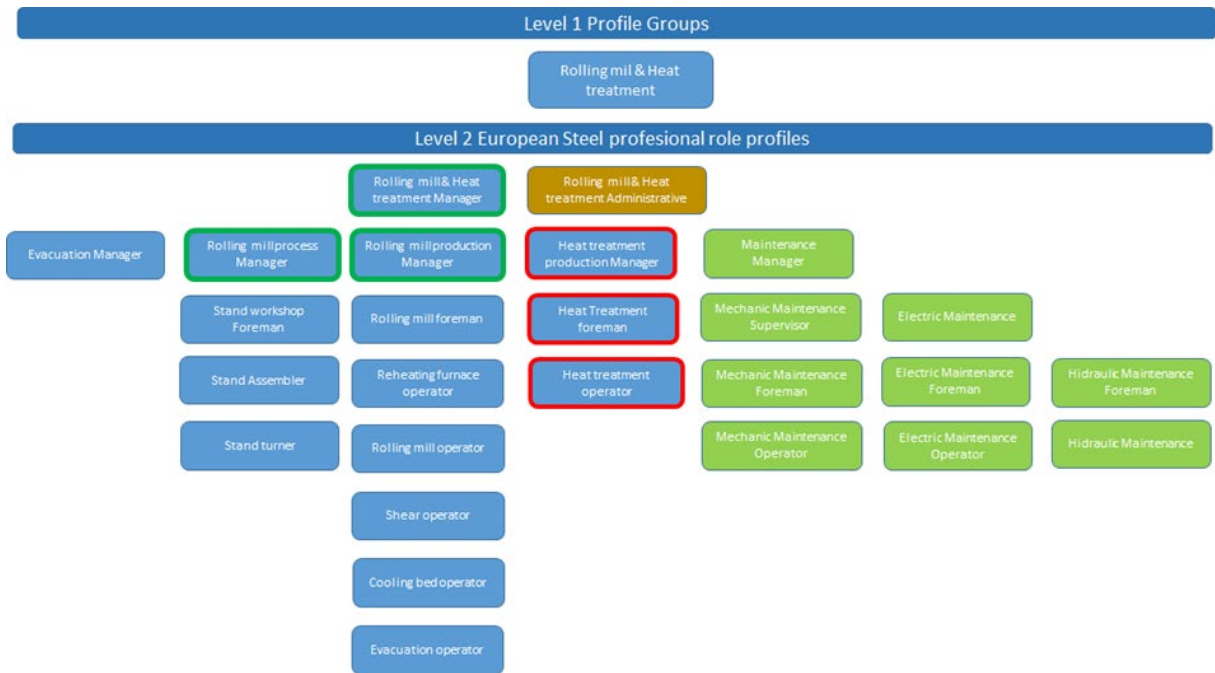 Level 1 Profile Groups
Rolling mil & Heat
treatment
Level 2 European Steel profesional role profiles
Rolling mill& Heat
treatment Manager
Rolling mill& Heat
treatment Administrative
Evacuation Manager
Rolling millprocess
Manager
Rolling millproduction
Manager
Heat treatment
production Manager
Maintenance
Manager
Stand workshop
Foreman
Rolling mill foreman
Heat Treatment
foreman
Mechanic Maintenance
Supervisor
Electric Maintenance
Stand Assembler
Reheating furnace
operator
Heat treatment
operator
Mechanic Maintenance
Foreman
Electric Maintenance
Foreman
Hidraulic Maintenance
Foreman
Stand turner
Rolling mill operator
Mechanic Maintenance
Operator
Electric Maintenance
Operator
Hidraulic Maintenance
Shear operator
Cooling bed operator
Evacuation operator